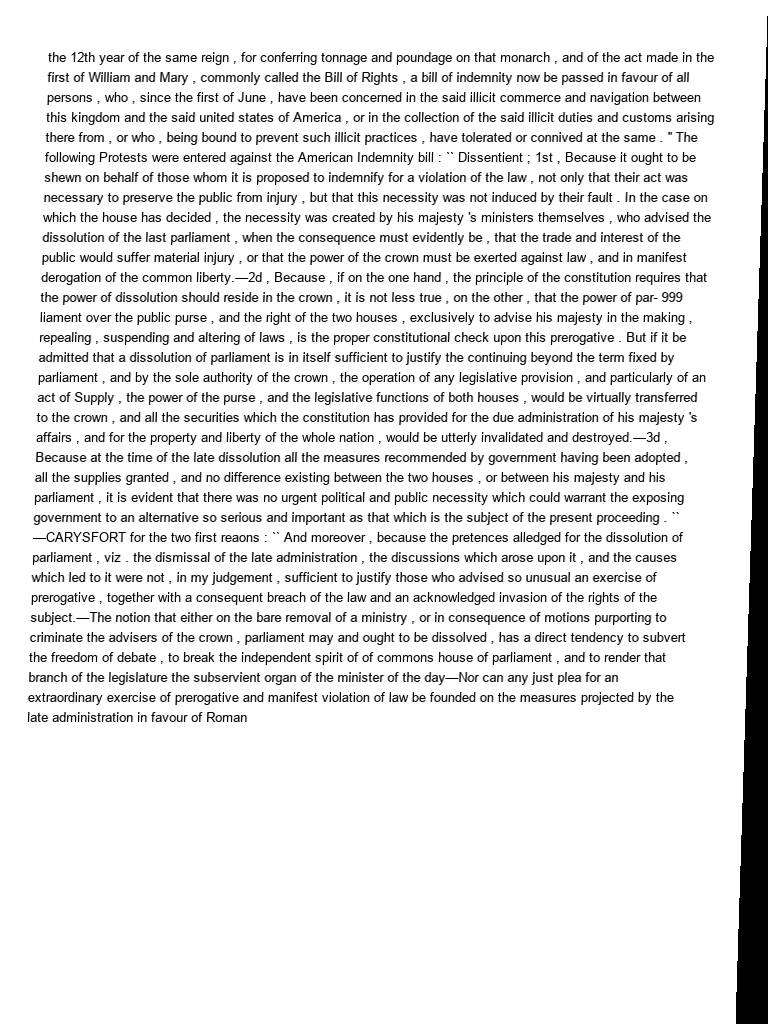 the 12th year of the same reign , for conferring tonnage and poundage on that monarch , and of the act made in the
first of William and Mary , commonly called the Bill of Rights , a bill of indemnity now be passed in favour of all
persons , who , since the first of June , have been concerned in the said illicit commerce and navigation between
this kingdom and the said united states of America , or in the collection of the said illicit duties and customs arising
there from , or who , being bound to prevent such illicit practices , have tolerated or connived at the same . " The
following Protests were entered against the American Indemnity bill : `` Dissentient ; 1st , Because it ought to be
shewn on behalf of those whom it is proposed to indemnify for a violation of the law , not only that their act was
necessary to preserve the public from injury , but that this necessity was not induced by their fault . In the case on
which the house has decided , the necessity was created by his majesty 's ministers themselves , who advised the
dissolution of the last parliament , when the consequence must evidently be , that the trade and interest of the
public would suffer material injury , or that the power of the crown must be exerted against law , and in manifest
derogation of the common liberty.—2d , Because , if on the one hand , the principle of the constitution requires that
the power of dissolution should reside in the crown , it is not less true , on the other , that the power of par- 999
liament over the public purse , and the right of the two houses , exclusively to advise his majesty in the making ,
repealing , suspending and altering of laws , is the proper constitutional check upon this prerogative . But if it be
admitted that a dissolution of parliament is in itself sufficient to justify the continuing beyond the term fixed by
parliament , and by the sole authority of the crown , the operation of any legislative provision , and particularly of an
act of Supply , the power of the purse , and the legislative functions of both houses , would be virtually transferred
to the crown , and all the securities which the constitution has provided for the due administration of his majesty 's
affairs , and for the property and liberty of the whole nation , would be utterly invalidated and destroyed.—3d ,
Because at the time of the late dissolution all the measures recommended by government having been adopted ,
all the supplies granted , and no difference existing between the two houses , or between his majesty and his
parliament , it is evident that there was no urgent political and public necessity which could warrant the exposing
government to an alternative so serious and important as that which is the subject of the present proceeding . ``
—CARYSFORT for the two first reaons : `` And moreover , because the pretences alledged for the dissolution of
parliament , viz . the dismissal of the late administration , the discussions which arose upon it , and the causes
which led to it were not , in my judgement , sufficient to justify those who advised so unusual an exercise of
prerogative , together with a consequent breach of the law and an acknowledged invasion of the rights of the
subject.—The notion that either on the bare removal of a ministry , or in consequence of motions purporting to
criminate the advisers of the crown , parliament may and ought to be dissolved , has a direct tendency to subvert
the freedom of debate , to break the independent spirit of of commons house of parliament , and to render that
branch of the legislature the subservient organ of the minister of the day—Nor can any just plea for an
extraordinary exercise of prerogative and manifest violation of law be founded on the measures projected by the
late administration in favour of Roman